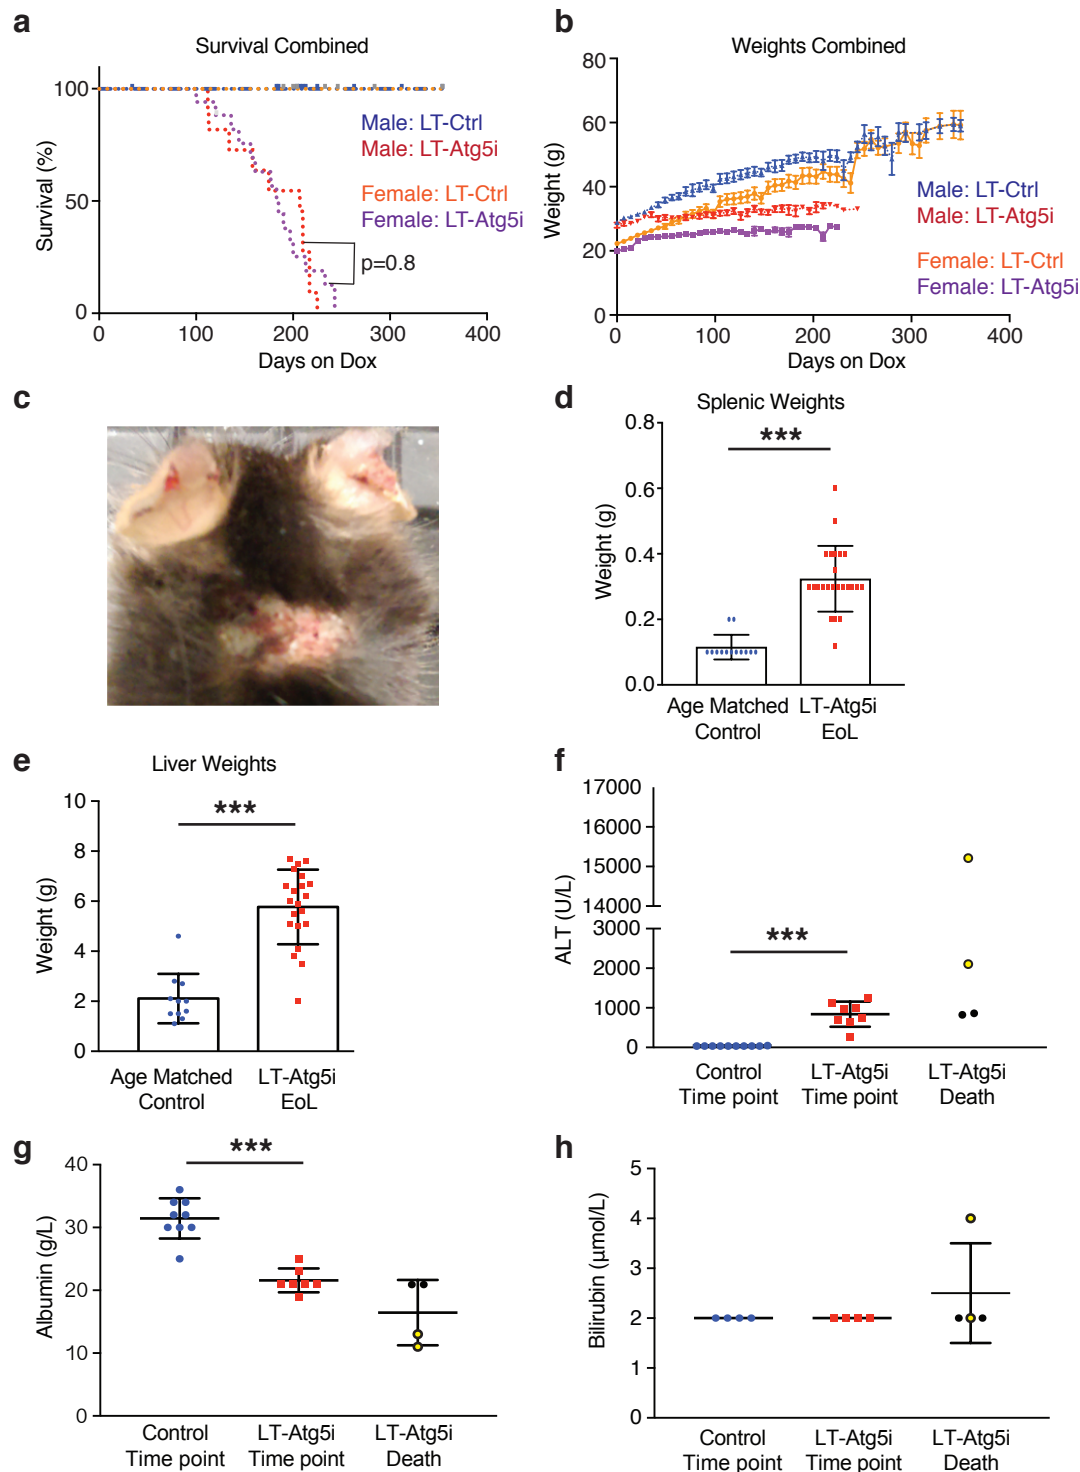 a
Survival Combined
100
50
0
Survival (%)
Male: LT-Ctrl
Male: LT-Atg5i
Female: LT-Ctrl
Female: LT-Atg5i
p=0.8
0
100
200
300
400
Days on Dox
b
Weights Combined
80
60
40
20
0
Weight (g)
Male: LT-Ctrl
Male: LT-Atg5i
Female: LT-Ctrl
Female: LT-Atg5i
0
100
200
300
400
Days on Dox
c
d
Splenic Weights
0.8
0.6
0.4
0.2
0.0
Weight (g)
***
Age Matched
Control
LT-Atg5i
EoL
e
Liver Weights
10
8
6
4
2
0
Weight (g)
***
Age Matched
Control
LT-Atg5i
EoL
f
17000
16000
15000
14000
3000
2000
1000
0
ALT (U/L)
***
Control
Time point
LT-Atg5i
Time point
LT-Atg5i
Death
g
40
30
20
10
0
Albumin (g/L)
***
Control
Time point
LT-Atg5i
Time point
LT-Atg5i
Death
h
5
4
3
2
1
0
Bilirubin (μmol/L)
Control
Time point
LT-Atg5i
Time point
LT-Atg5i
Death